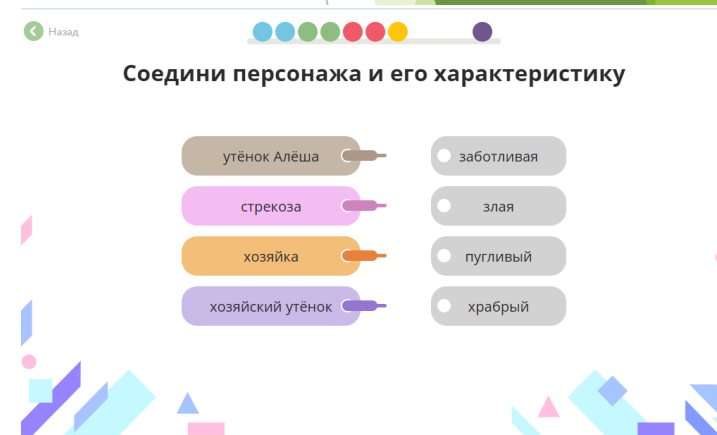 Назад
Соедини персонажа и его характеристику
утёнок Алёша
заботливая
стрекоза
злая
хозяйка
пугливый
хозяйский утёнок
храбрый